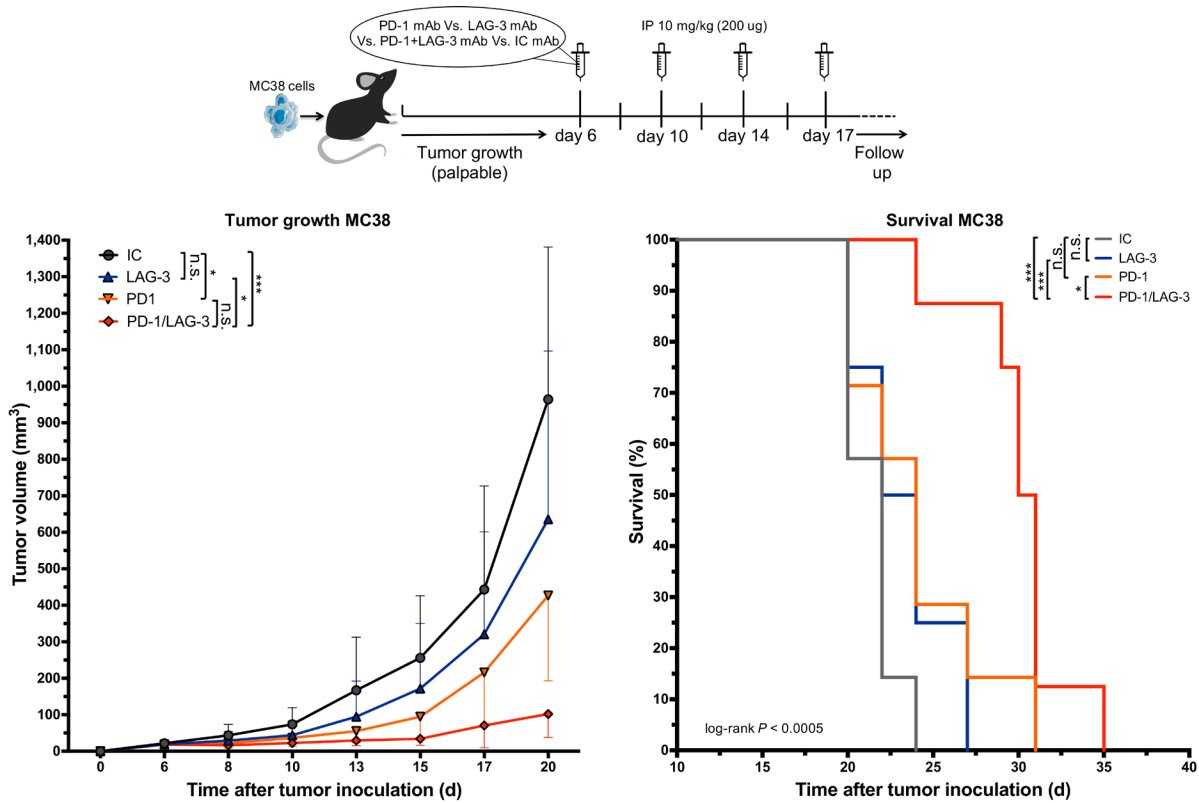 PD-1 mAb Vs. LAG-3 mAb
Vs. PD-1+LAG-3 mAb Vs. IC mAb
IP 10 mg/kg (200 ug)
MC38 cells
day 6
day 10
day 14
day 17
Tumor growth
(palpable)
Follow
up
Tumor growth MC38
1,400
1,300
1,200
1,100
1,000
900
800
700
600
500
400
300
200
100
0
Tumor volume (mm3)
IC
LAG-3
PD1
PD-1/LAG-3
n.s.
*
n.s.
*
***
0
6
8
10
13
15
17
20
Time after tumor inoculation (d)
Survival MC38
100
90
80
70
60
50
40
30
20
10
0
Survival (%)
***
***
n.s.
n.s.
*
IC
LAG-3
PD-1
PD-1/LAG-3
log-rank P < 0.0005
10
15
20
25
30
35
40
Time after tumor inoculation (d)